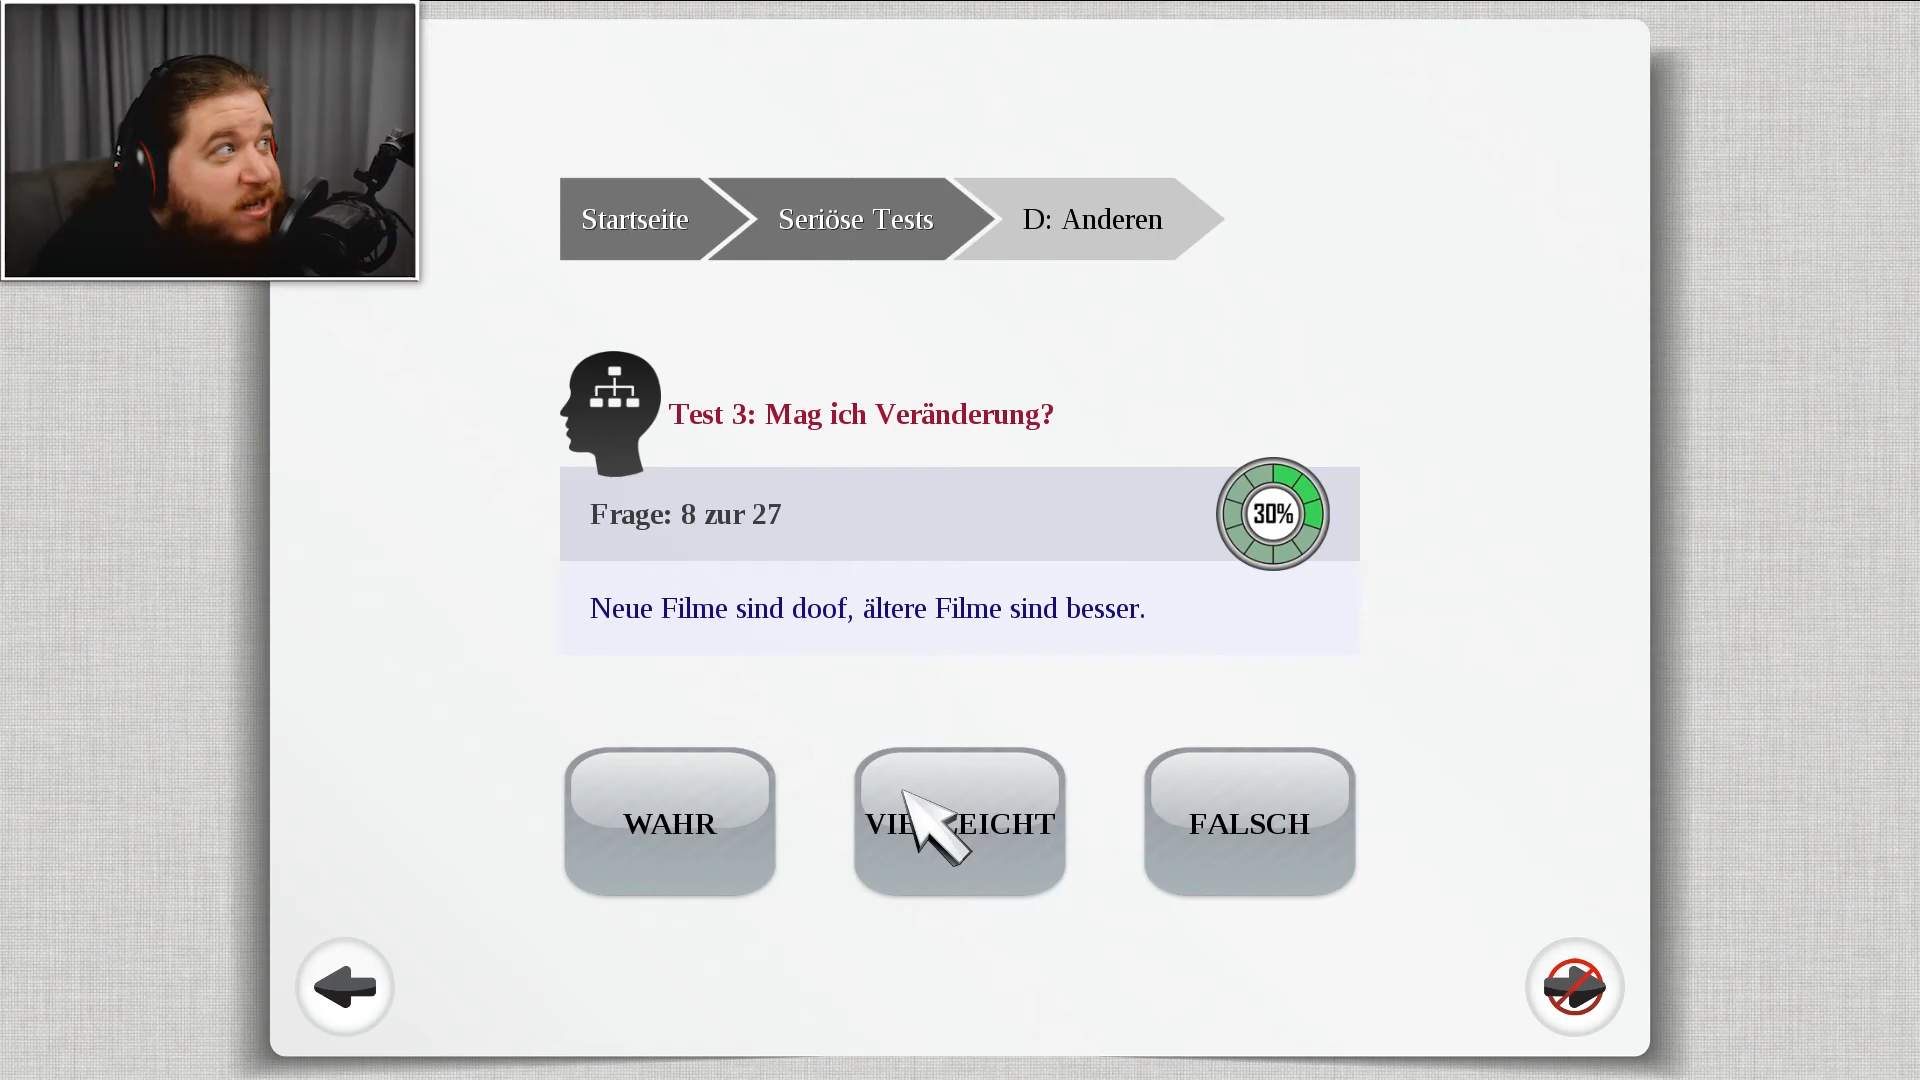 Startseite
Seriöse Tests
D: Anderen
Test 3: Mag ich Veränderung?
Frage: 8 zur 27
30%
Neue Filme sind doof, ältere Filme sind besser.
WAHR
VIELLEICHT
FALSCH